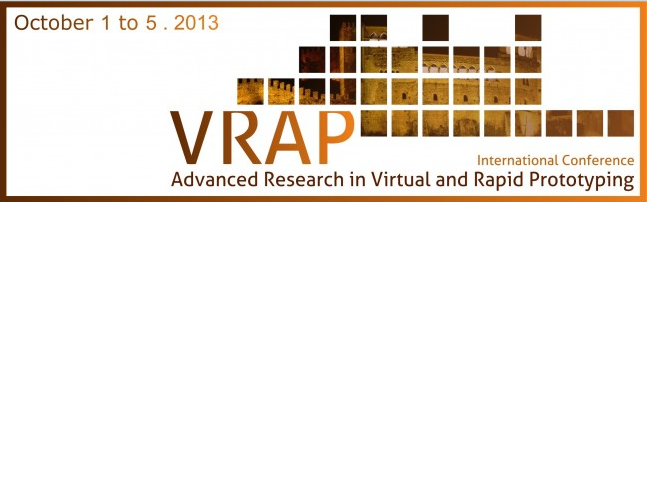 October 1 to 5 . 2013
VRAP
International Conference
Advanced Research in Virtual and Rapid Prototyping